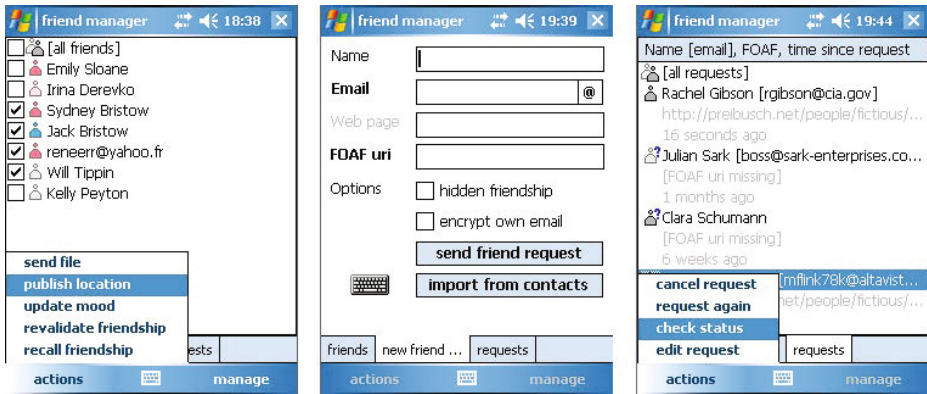 friend manager 18:38
[all friends]
Emily Sloane
Irina Derevko
Sydney Bristow
Jack Bristow
reneerr@yahoo.fr
Will Tippin
Kelly Peyton
send file
publish location
update mood
revalidate friendship
recall friendship
ests
actions manage
friend manager 19:39
Name
Email @
Web page
FOAF uri
Options hidden friendship
encrypt own email
send friend request
import from contacts
friends new friend ... requests
actions manage
friend manager 19:44
Name [email], FOAF, time since request
[all requests]
Rachel Gibson [rgibson@cia.gov]
http://preibusch.net/people/fictious/...
16 seconds ago
Julian Sark [boss@sark-enterprises.co...
[FOAF uri missing]
1 months ago
Clara Schumann
[FOAF uri missing]
6 weeks ago
[mflink78k@altavist...
cancel request
net/people/fictious/...
request again
check status
edit request
requests
actions manage